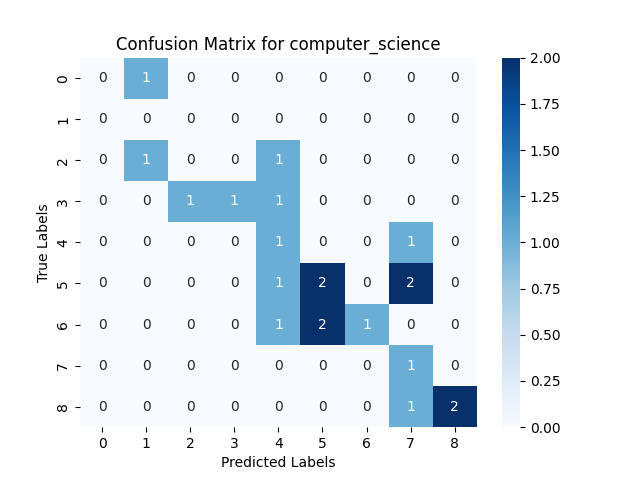 Confusion Matrix for computer_science
True Labels
0 0 1 0 0 0 0 0 0 0
1 0 0 0 0 0 0 0 0 0
2 0 1 0 0 1 0 0 0 0
3 0 0 1 1 1 0 0 0 0
4 0 0 0 0 1 0 0 1 0
5 0 0 0 0 1 2 0 2 0
6 0 0 0 0 1 2 1 0 0
7 0 0 0 0 0 0 0 1 0
8 0 0 0 0 0 0 0 1 2
0 1 2 3 4 5 6 7 8
Predicted Labels
2.00
1.75
1.50
1.25
1.00
0.75
0.50
0.25
0.00